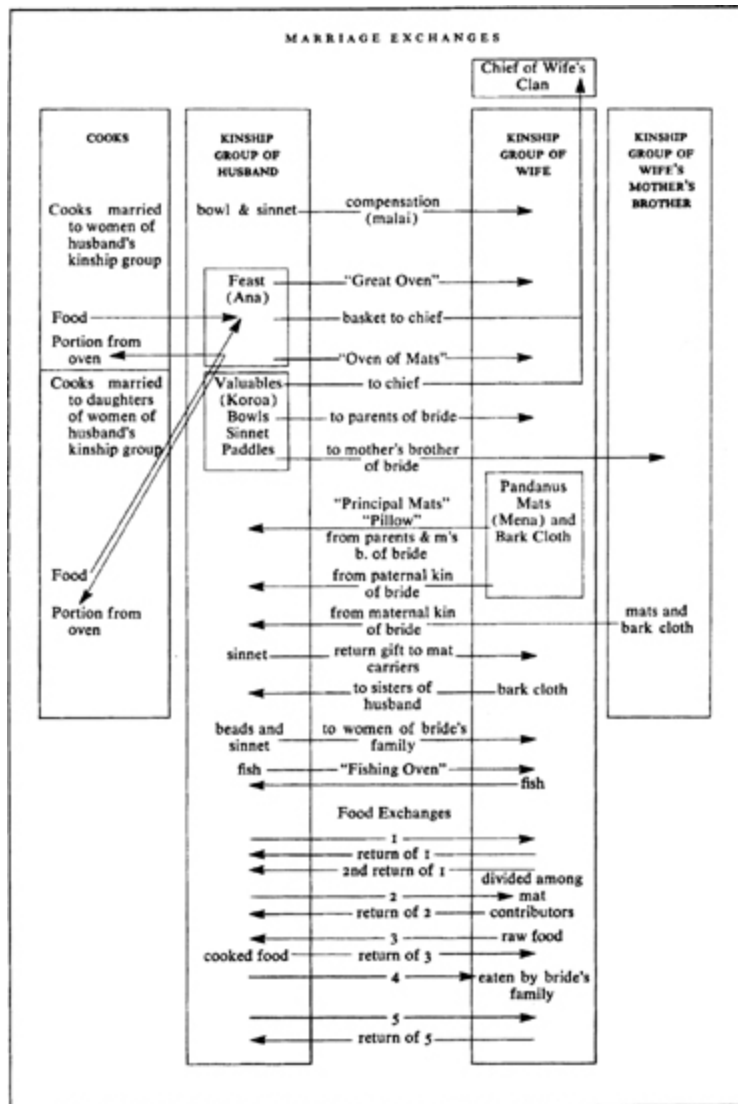 MARRIAGE EXCHANGES
Chief of Wife's
Clan
COOKS
KINSHIP
GROUP OF
HUSBAND
KINSHIP
GROUP OF
WIFE
KINSHIP
GROUP OF
WIFE'S
MOTHER'S
BROTHER
Cooks married
to women of
husband's
kinship group
bowl & sinnet
compensation
(malai)
Feast
(Ana)
"Great Oven"
Food
basket to chief
Portion from
oven
"Oven of Mats"
Cooks married
to daughters
of women of
husband's
kinship group
Valuables
(Koroa)
Bowls
Sinnet
Paddles
to chief
to parents of bride
to mother's brother
of bride
Pandanus
Mats
(Mena) and
Bark Cloth
"Principal Mats"
"Pillow"
from parents & m's
b. of bride
Food
from paternal kin
of bride
Portion from
oven
from maternal kin
of bride
mats and
bark cloth
sinnet
return gift to mat
carriers
to sisters of
husband
bark cloth
beads and
sinnet
to women of bride's
family
fish
"Fishing Oven"
fish
Food Exchanges
1
return of 1
2nd return of 1
2
divided among
mat
contributors
return of 2
3
raw food
cooked food
return of 3
4
eaten by bride's
family
5
return of 5